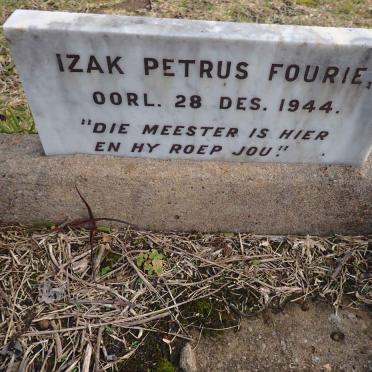 IZAK PETRUS FOURIE,
OORL. 28 DES. 1944.
"DIE MEESTER IS HIER
EN HY ROEP JOU."